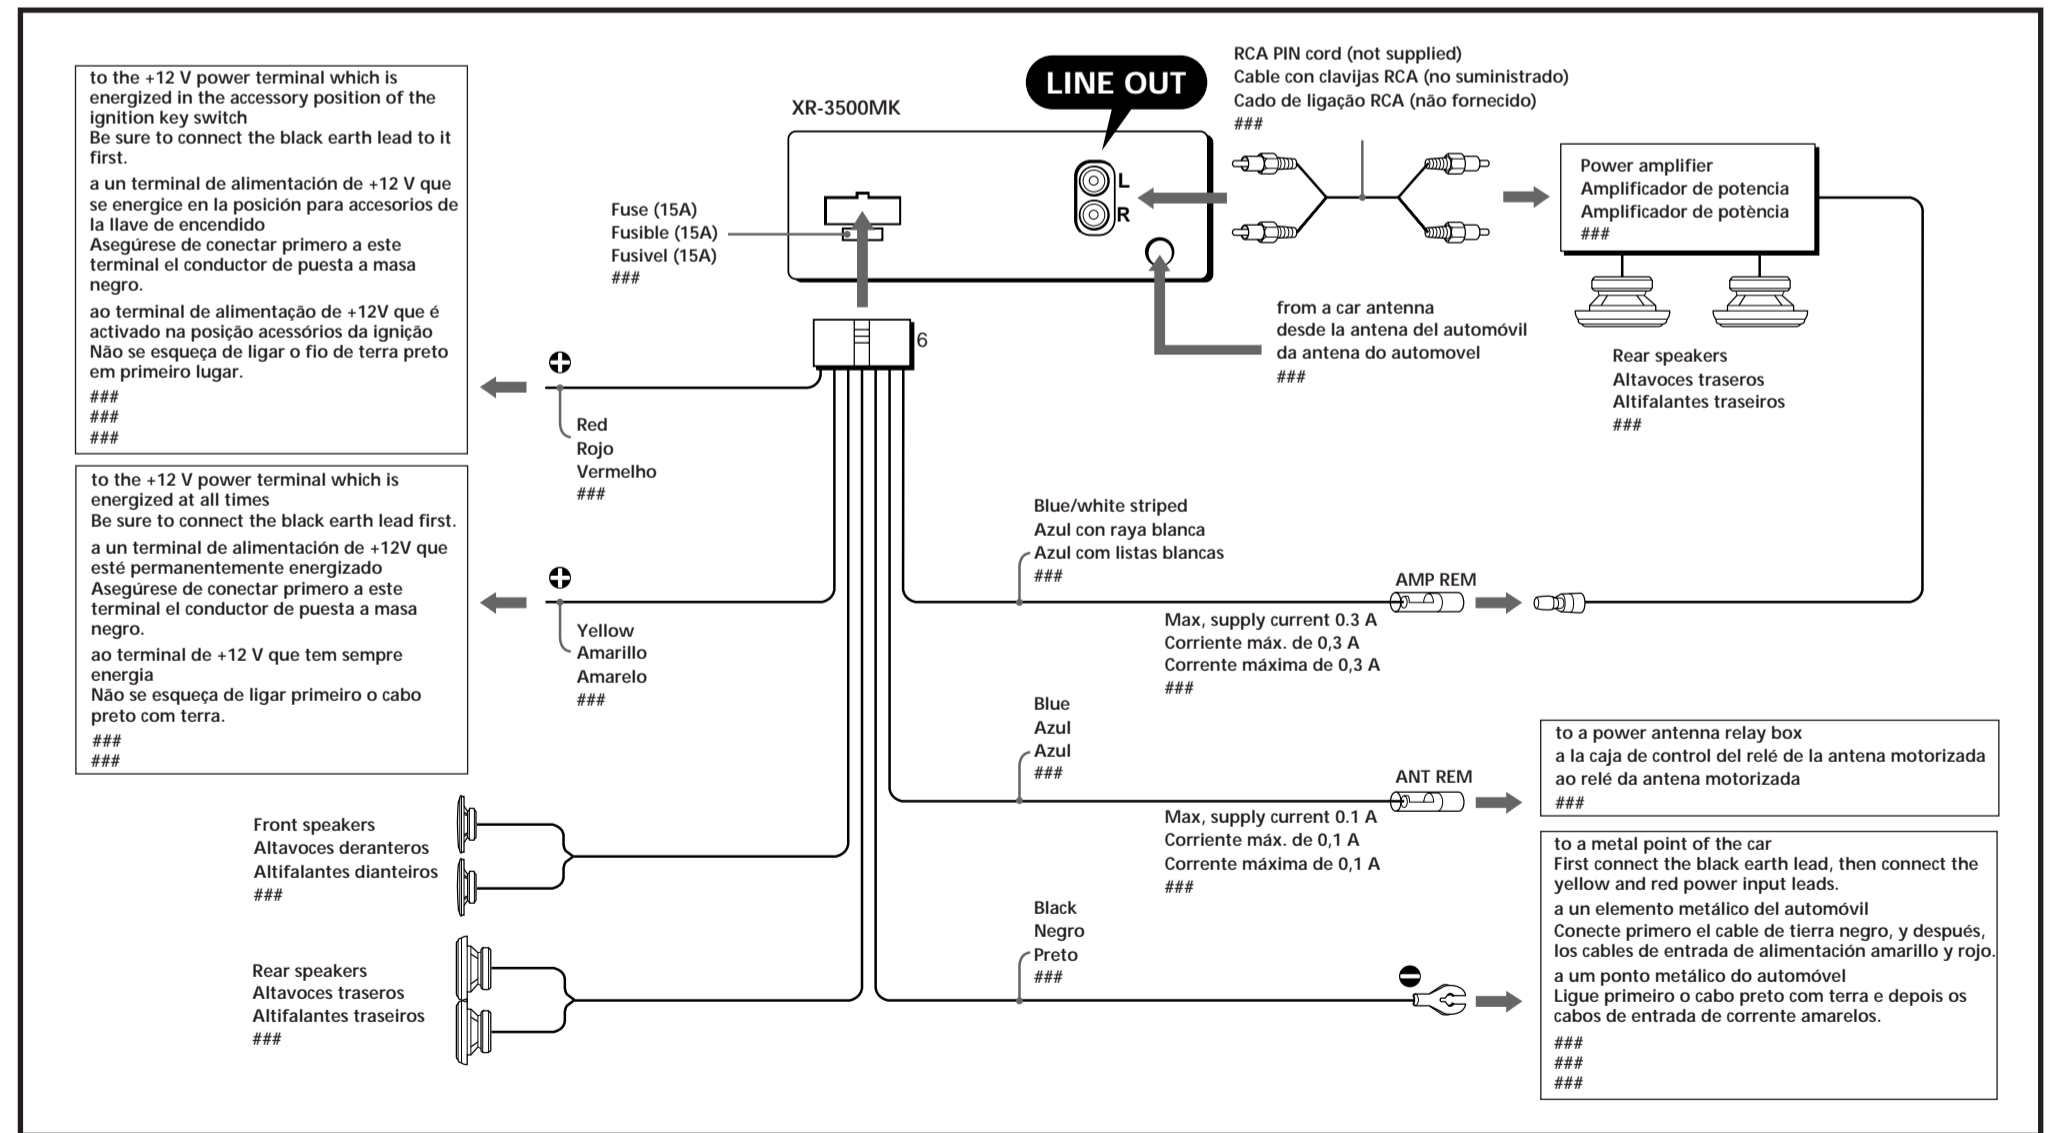 to the +12 V power terminal which is
energized in the accessory position of the
ignition key switch
Be sure to connect the black earth lead to it
first.
a un terminal de alimentación de +12 V que
se energice en la posición para accesorios de
la llave de encendido
Asegúrese de conectar primero a este
terminal el conductor de puesta a masa
negro.
ao terminal de alimentação de +12V que é
activado na posição acessórios da ignição
Não se esqueça de ligar o fio de terra preto
em primeiro lugar.
###
###
###
to the +12 V power terminal which is
energized at all times
Be sure to connect the black earth lead first.
a un terminal de alimentación de +12V que
esté permanentemente energizado
Asegúrese de conectar primero a este
terminal el conductor de puesta a masa
negro.
ao terminal de +12 V que tem sempre
energia
Não se esqueça de ligar primeiro o cabo
preto com terra.
###
###
XR-3500MK
LINE OUT
L
R
Fuse (15A)
Fusible (15A)
Fusivel (15A)
###
6
RCA PIN cord (not supplied)
Cable con clavijas RCA (no suministrado)
Cado de ligação RCA (não fornecido)
###
Power amplifier
Amplificador de potencia
Amplificador de potència
###
from a car antenna
desde la antena del automóvil
da antena do automovel
###
Rear speakers
Altavoces traseros
Altifalantes traseiros
###
Red
Rojo
Vermelho
###
Yellow
Amarillo
Amarelo
###
Blue/white striped
Azul con raya blanca
Azul com listas blancas
###
AMP REM
Max, supply current 0.3 A
Corriente máx. de 0,3 A
Corrente máxima de 0,3 A
###
Blue
Azul
Azul
###
ANT REM
Max, supply current 0.1 A
Corriente máx. de 0,1 A
Corrente máxima de 0,1 A
###
to a power antenna relay box
a la caja de control del relé de la antena motorizada
ao relé da antena motorizada
###
Front speakers
Altavoces deranteros
Altifalantes dianteiros
###
Rear speakers
Altavoces traseros
Altifalantes traseiros
###
Black
Negro
Preto
###
to a metal point of the car
First connect the black earth lead, then connect the
yellow and red power input leads.
a un elemento metálico del automóvil
Conecte primero el cable de tierra negro, y después,
los cables de entrada de alimentación amarillo y rojo.
a um ponto metálico do automóvel
Ligue primeiro o cabo preto com terra e depois os
cabos de entrada de corrente amarelos.
###
###
###